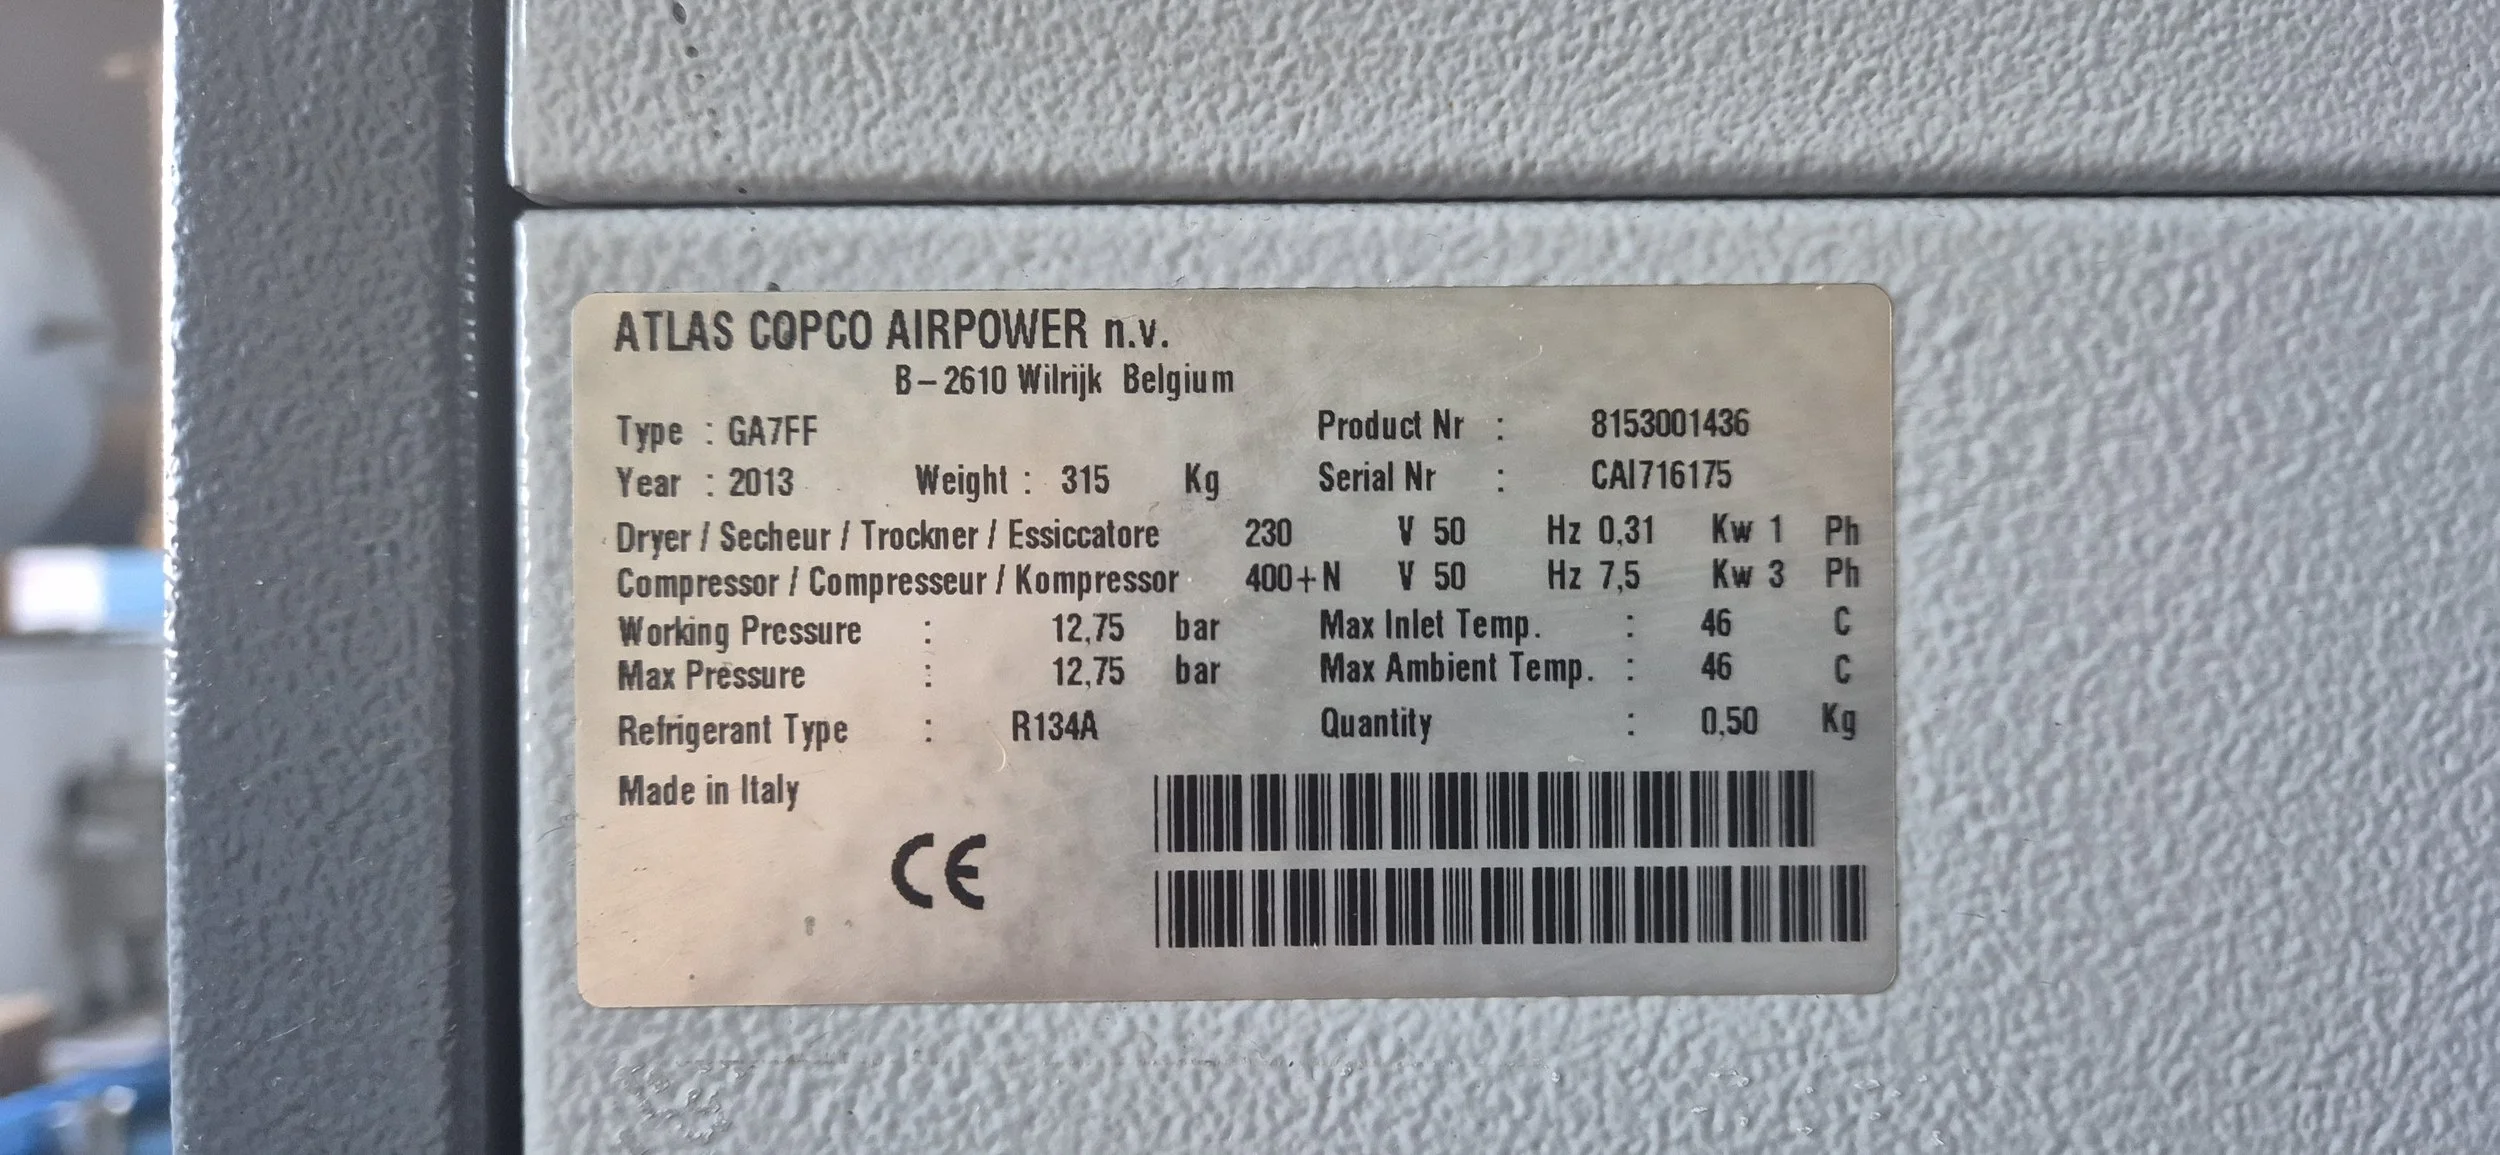 ATLAS COPCO AIRPOWER n.v.
B-2610 Wilrijk Belgium
Type : GA7FF Product Nr : 8153001436
Year : 2013 Weight : 315 Kg Serial Nr : CAI716175
Dryer / Secheur / Trockner / Essiccatore 230 V 50 Hz 0,31 Kw 1 Ph
Compressor / Compresseur / Kompressor 400+N V 50 Hz 7,5 Kw 3 Ph
Working Pressure : 12,75 bar Max Inlet Temp. : 46 C
Max Pressure : 12,75 bar Max Ambient Temp. : 46 C
Refrigerant Type : R134A Quantity : 0,50 Kg
Made in Italy
CE